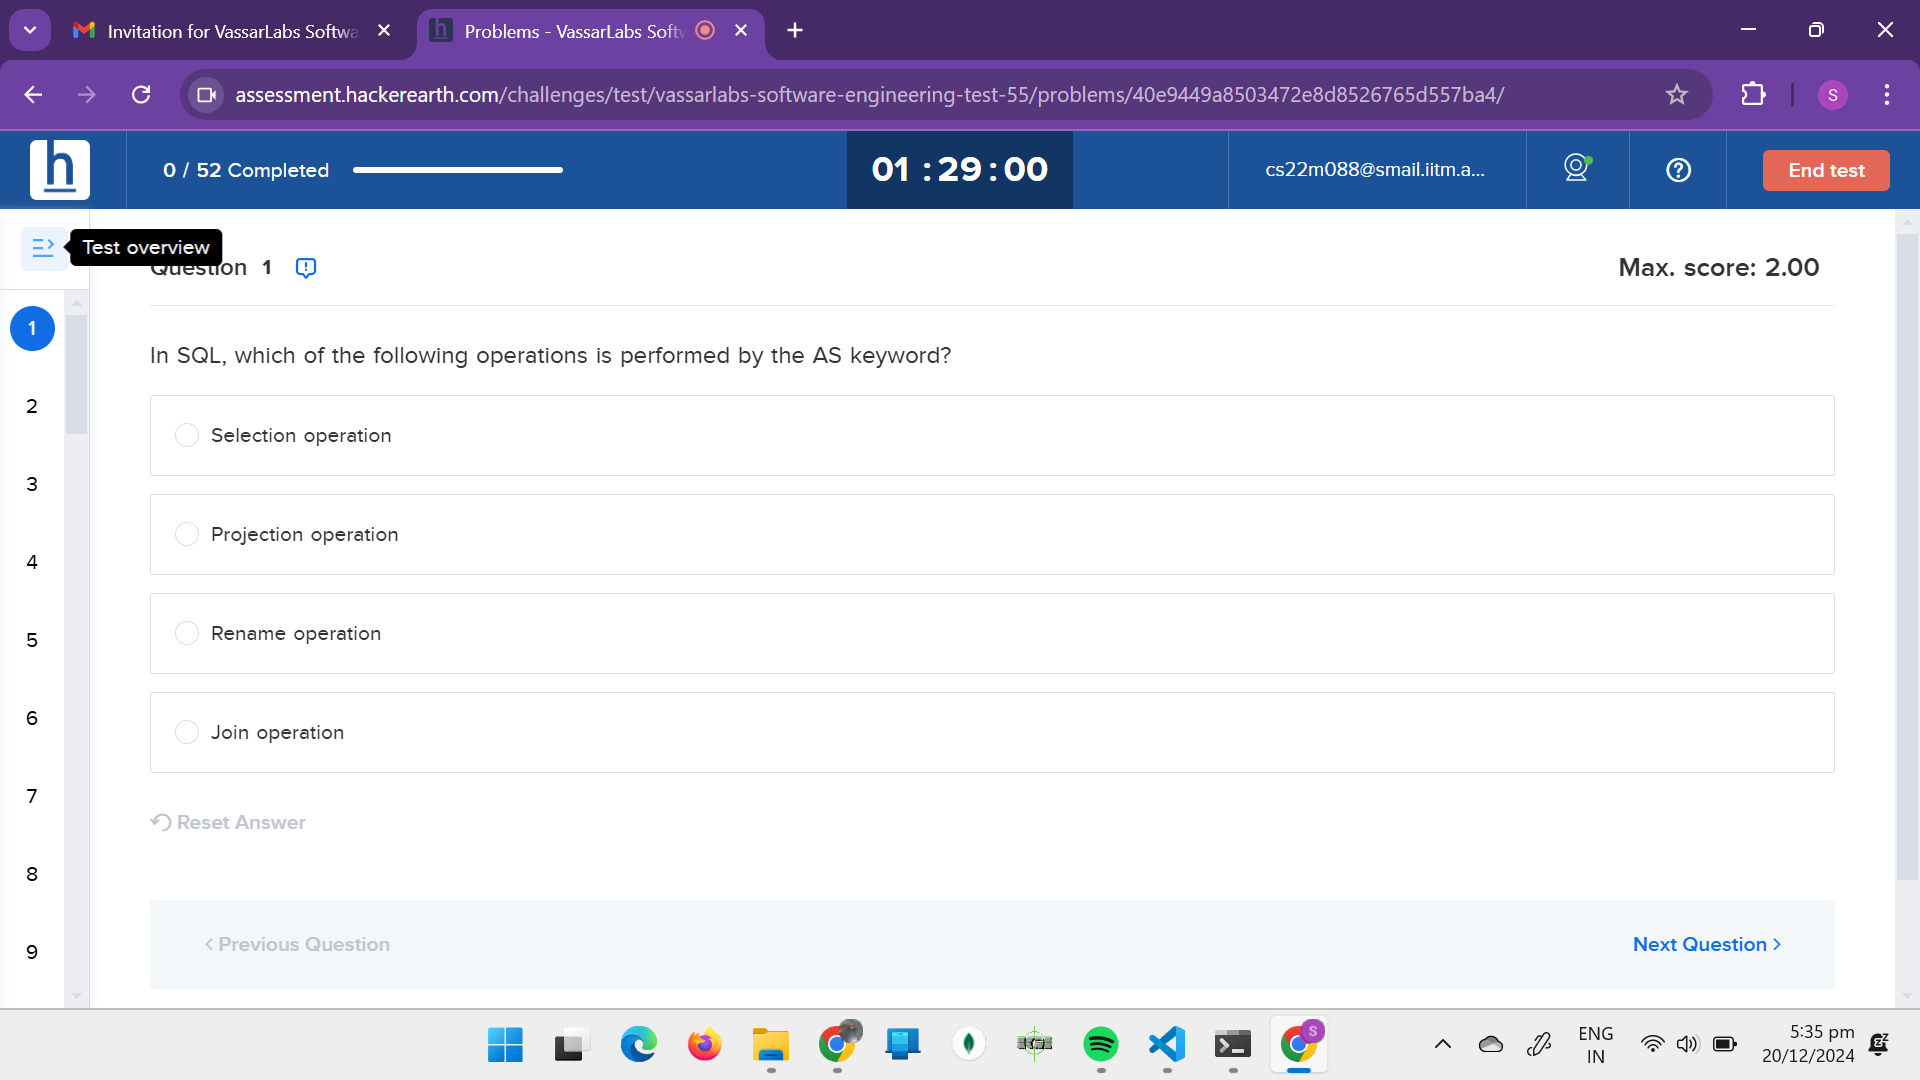 Invitation for VassarLabs Softwa
Problems - VassarLabs Softv
assessment.hackerearth.com/challenges/test/vassarlabs-software-engineering-test-55/problems/40e9449a8503472e8d8526765d557ba4/
S
h
0 / 52 Completed
01 : 29 : 00
cs22m088@smail.iitm.a...
End test
Test overview
Question 1
Max. score: 2.00
1
2
3
4
5
6
7
8
9
In SQL, which of the following operations is performed by the AS keyword?
Selection operation
Projection operation
Rename operation
Join operation
Reset Answer
Previous Question
Next Question
S
ENG
IN
5:35 pm
20/12/2024